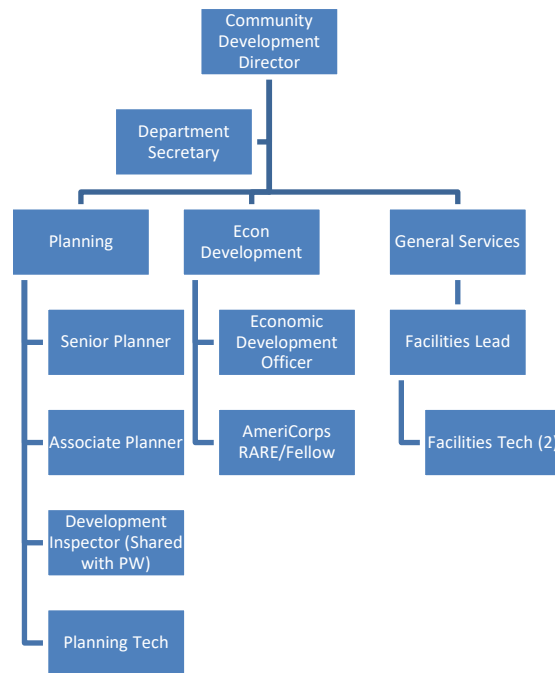 Community
Development
Director
Department
Secretary
Planning
Econ
Development
General Services
Senior Planner
Economic
Development
Officer
Facilities Lead
Associate Planner
AmeriCorps
RARE/Fellow
Facilities Tech (2)
Development
Inspector (Shared
with PW)
Planning Tech